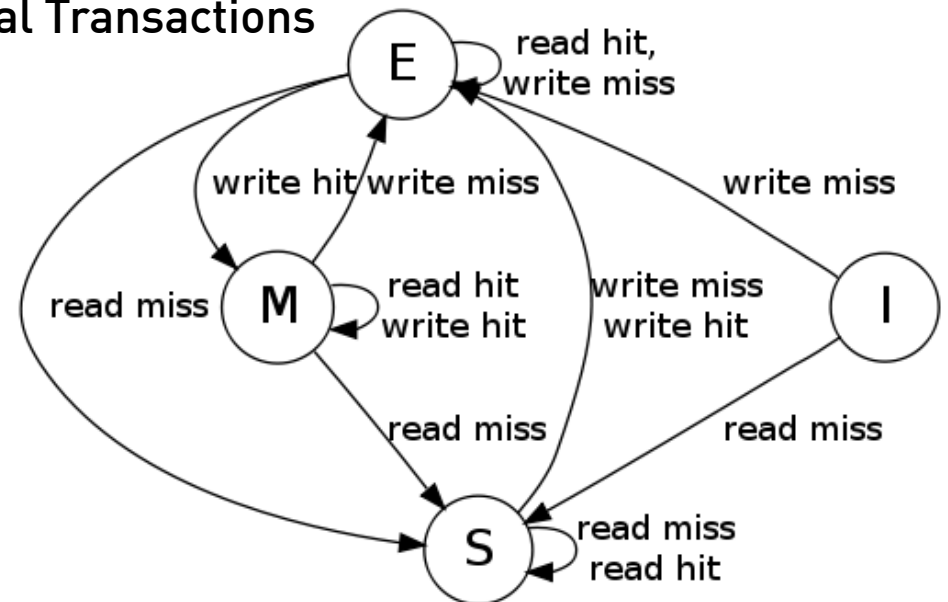 al Transactions
E
read hit,
write miss
write hit
write miss
write miss
read miss
M
read hit
write hit
write miss
write hit
I
read miss
read miss
S
read miss
read hit